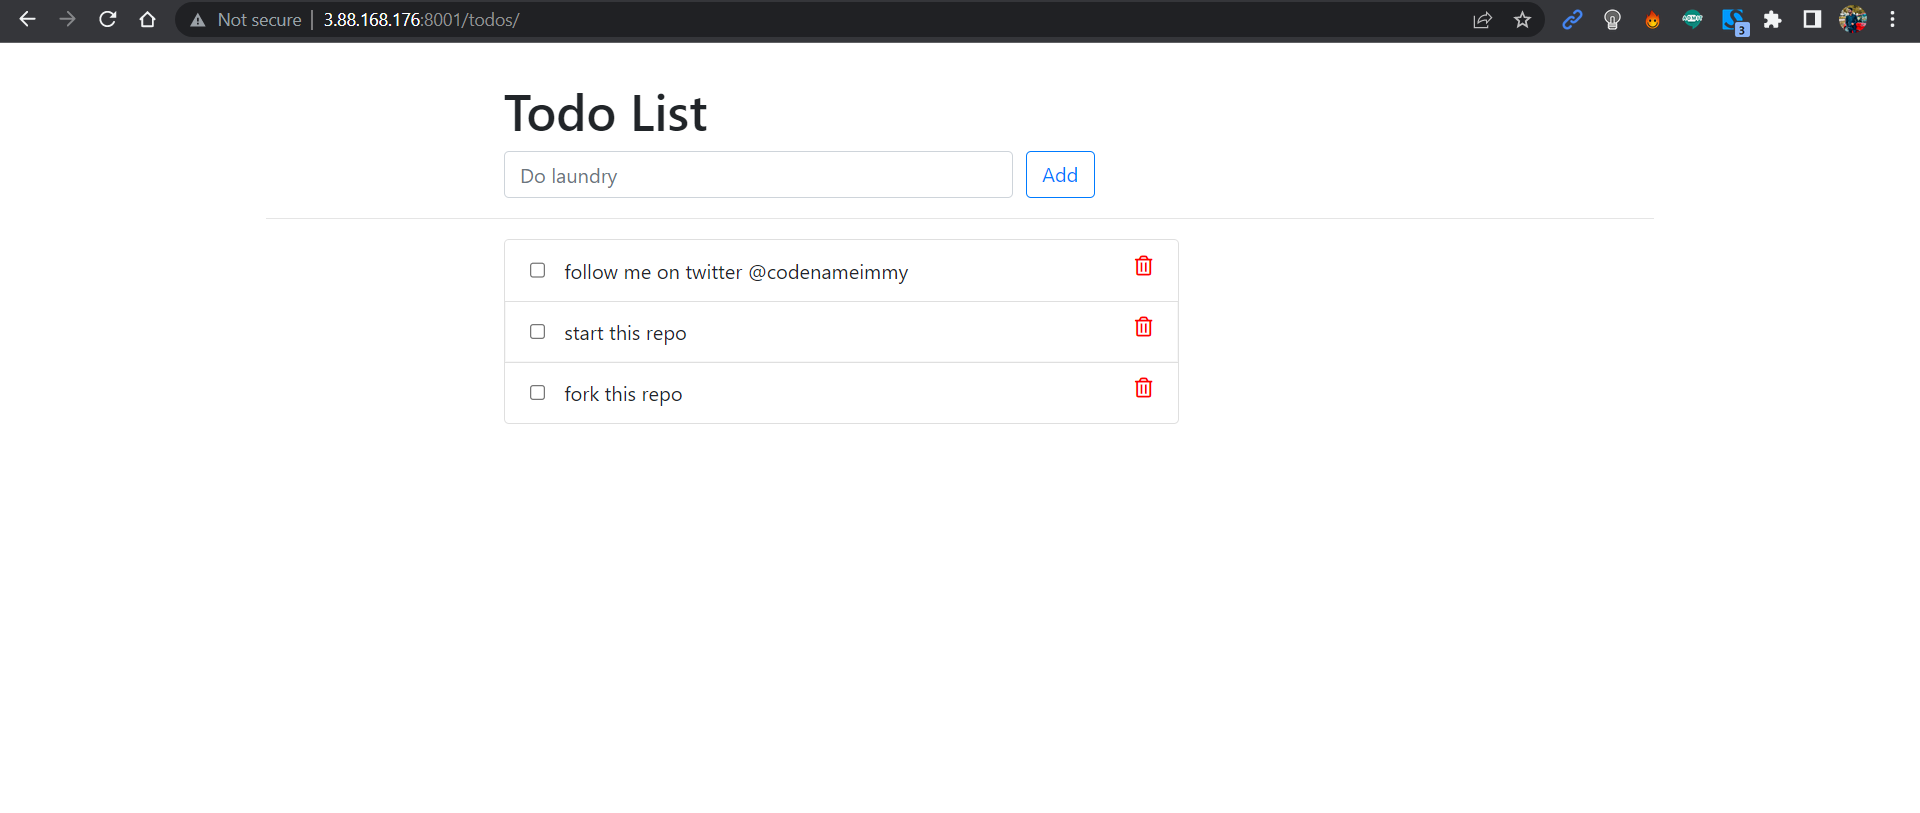 Not secure | 3.88.168.176:8001/todos/
3
Todo List
Do laundry
Add
follow me on twitter @codenameimmy
start this repo
fork this repo